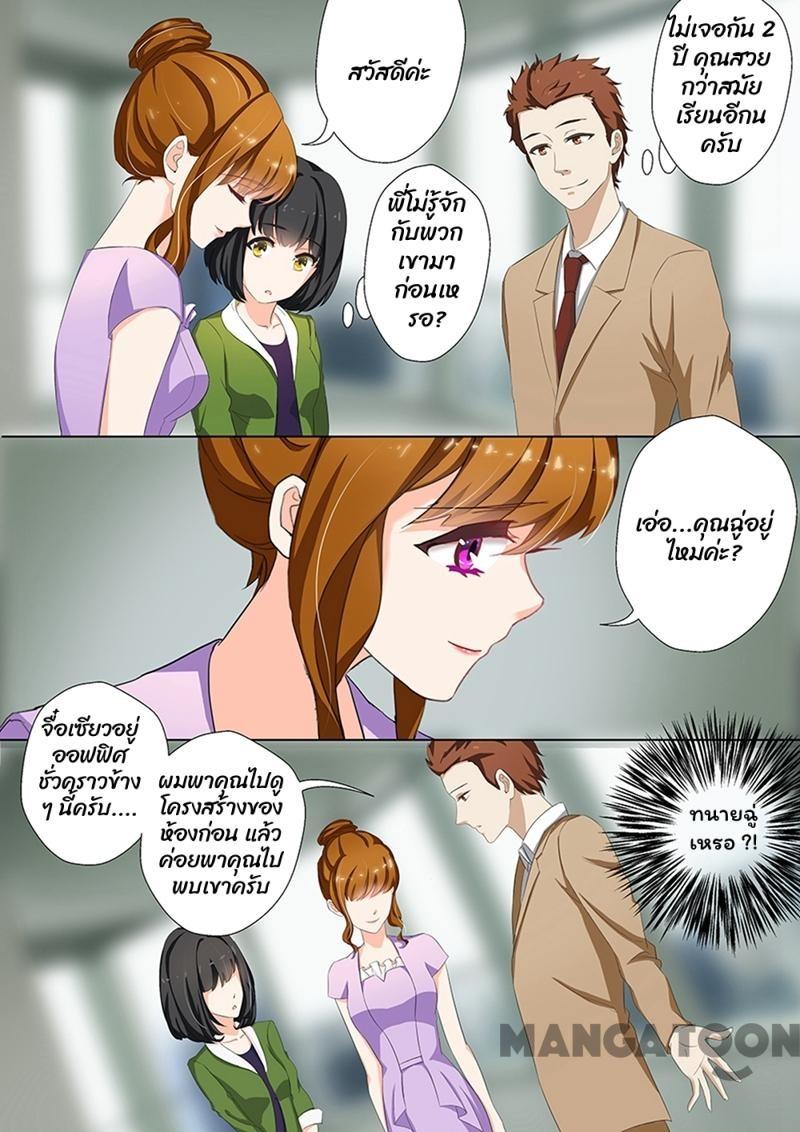 สวัสดีค่ะ
ไม่เจอกัน 2
ปี คุณสวย
กว่าสมัย
เรียนอีกน
ครับ
พี่โม่รู้จัก
กับพวก
เขามา
ก่อนเห
รอ?
เอ่อ...คุณฉู่อยู่
ไหมค่ะ?
จื่อเซียวอยู่
ออฟฟิศ
ชั่วคราวข้าง
ๆ นี้ครับ....
ผมพาคุณไปดู
โครงสร้างของ
ห้องก่อน แล้ว
ค่อยพาคุณไป
พบเขาครับ
ทนายฉู่
เหรอ ?!
MANGATOON